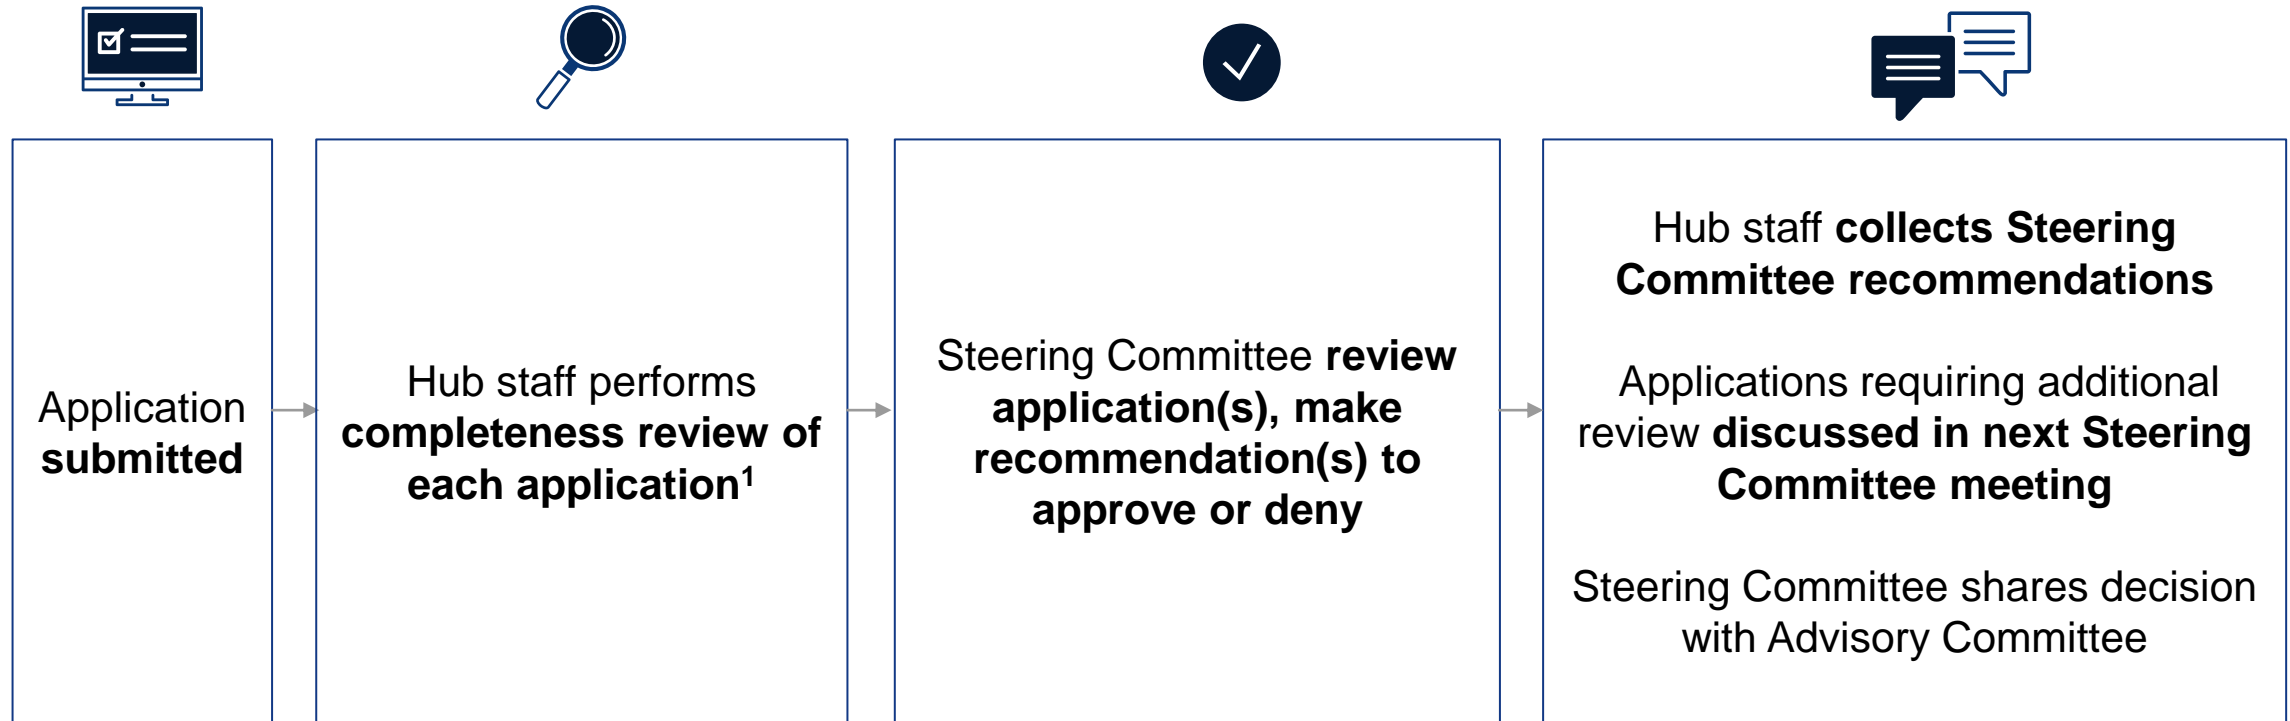 Application
submitted
Hub staff performs
completeness review of
each application1
Steering Committee review
application(s), make
recommendation(s) to
approve or deny
Hub staff collects Steering
Committee recommendations
Applications requiring additional
review discussed in next Steering
Committee meeting
Steering Committee shares decision
with Advisory Committee